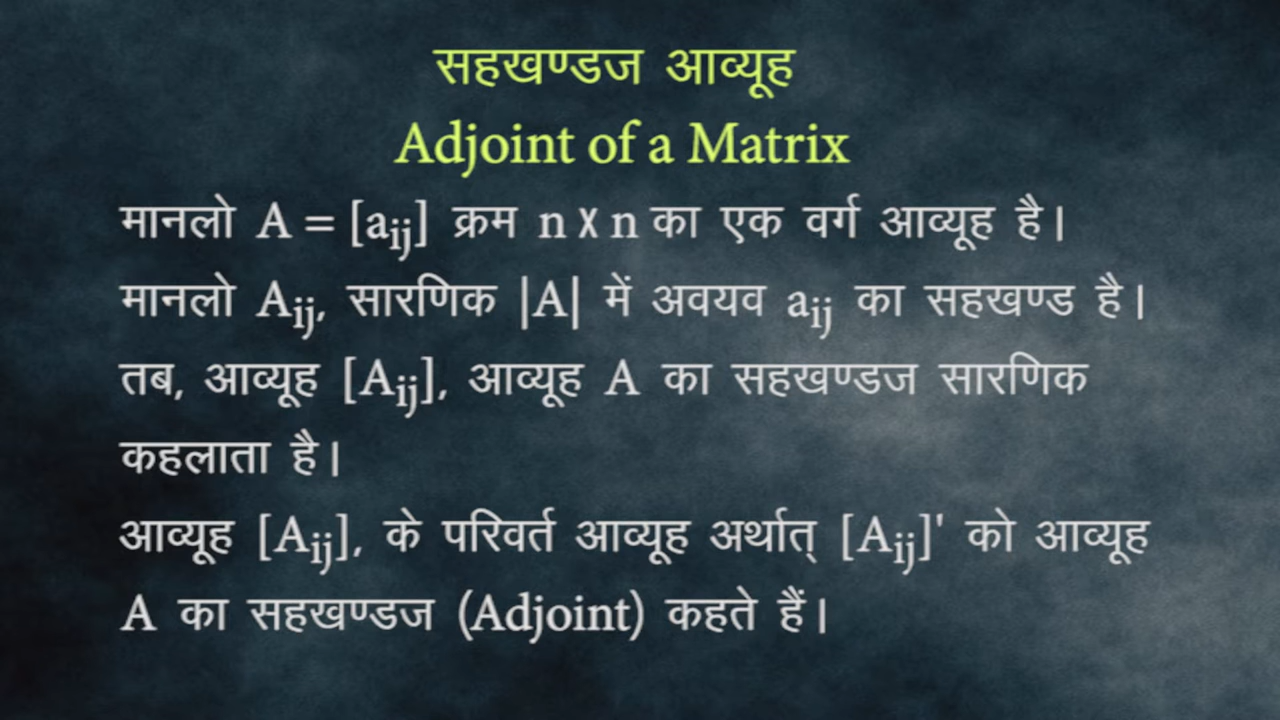 सहखण्डज आव्यूह
Adjoint of a Matrix
मानलो A = [aij] क्रम n x n का एक वर्ग आव्यूह है।
मानलो Aij, सारणिक |A| में अवयव aij का सहखण्ड है।
तब, आव्यूह [Aij], आव्यूह A का सहखण्डज सारणिक
कहलाता है।
आव्यूह [Aij], के परिवर्त आव्यूह अर्थात् [Aij]' को आव्यूह
A का सहखण्डज (Adjoint) कहते हैं।